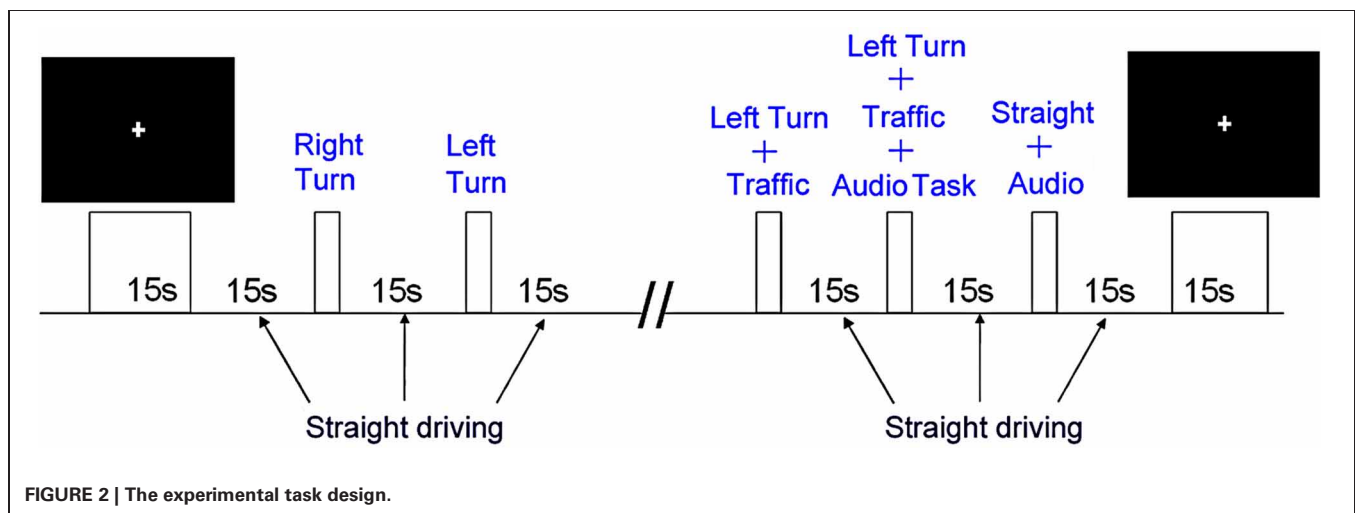 Left Turn
+
Traffic
+
Audio Task
Left Turn
+
Traffic
Straight
+
Audio
Right
Turn
Left
Turn
15s 15s 15s 15s 15s 15s 15s 15s
Straight driving Straight driving
FIGURE 2 | The experimental task design.